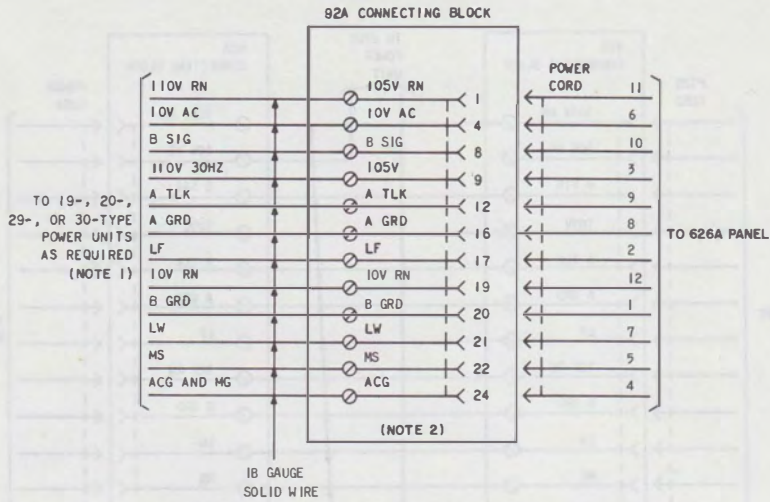 92A CONNECTING BLOCK
POWER
CORD
110V RN 105V RN 1 11
10V AC 10V AC 4 6
B SIG B SIG 8 10
110V 30HZ 105V 9 3
A TLK A TLK 12 9
A GRD A GRD 16 8
LF LF 17 2
10V RN 10V RN 19 12
B GRD B GRD 20 1
LW LW 21 7
MS MS 22 5
ACG AND MG ACG 24 4
TO 19-, 20-,
29-, OR 30-TYPE
POWER UNITS
AS REQUIRED
(NOTE 1)
TO 626A PANEL
(NOTE 2)
18 GAUGE
SOLID WIRE